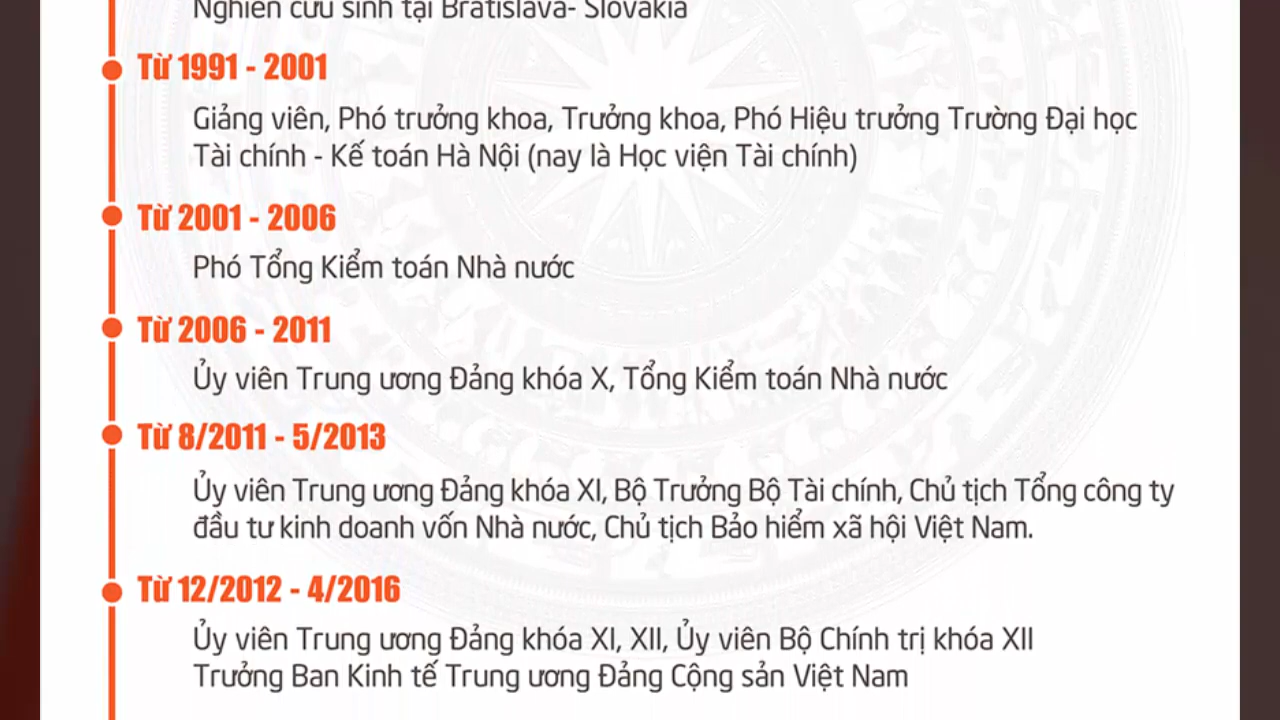 Nghiên cứu sinh tại Bratislava- Slovakia
Từ 1991 - 2001
Giảng viên, Phó trưởng khoa, Trưởng khoa, Phó Hiệu trưởng Trường Đại học
Tài chính - Kế toán Hà Nội (nay là Học viện Tài chính)
Từ 2001 - 2006
Phó Tổng Kiểm toán Nhà nước
Từ 2006 - 2011
Ủy viên Trung ương Đảng khóa X, Tổng Kiểm toán Nhà nước
Từ 8/2011 - 5/2013
Ủy viên Trung ương Đảng khóa XI, Bộ Trưởng Bộ Tài chính, Chủ tịch Tổng công ty
đầu tư kinh doanh vốn Nhà nước, Chủ tịch Bảo hiểm xã hội Việt Nam.
Từ 12/2012 - 4/2016
Ủy viên Trung ương Đảng khóa XI, XII, Ủy viên Bộ Chính trị khóa XII
Trưởng Ban Kinh tế Trung ương Đảng Cộng sản Việt Nam